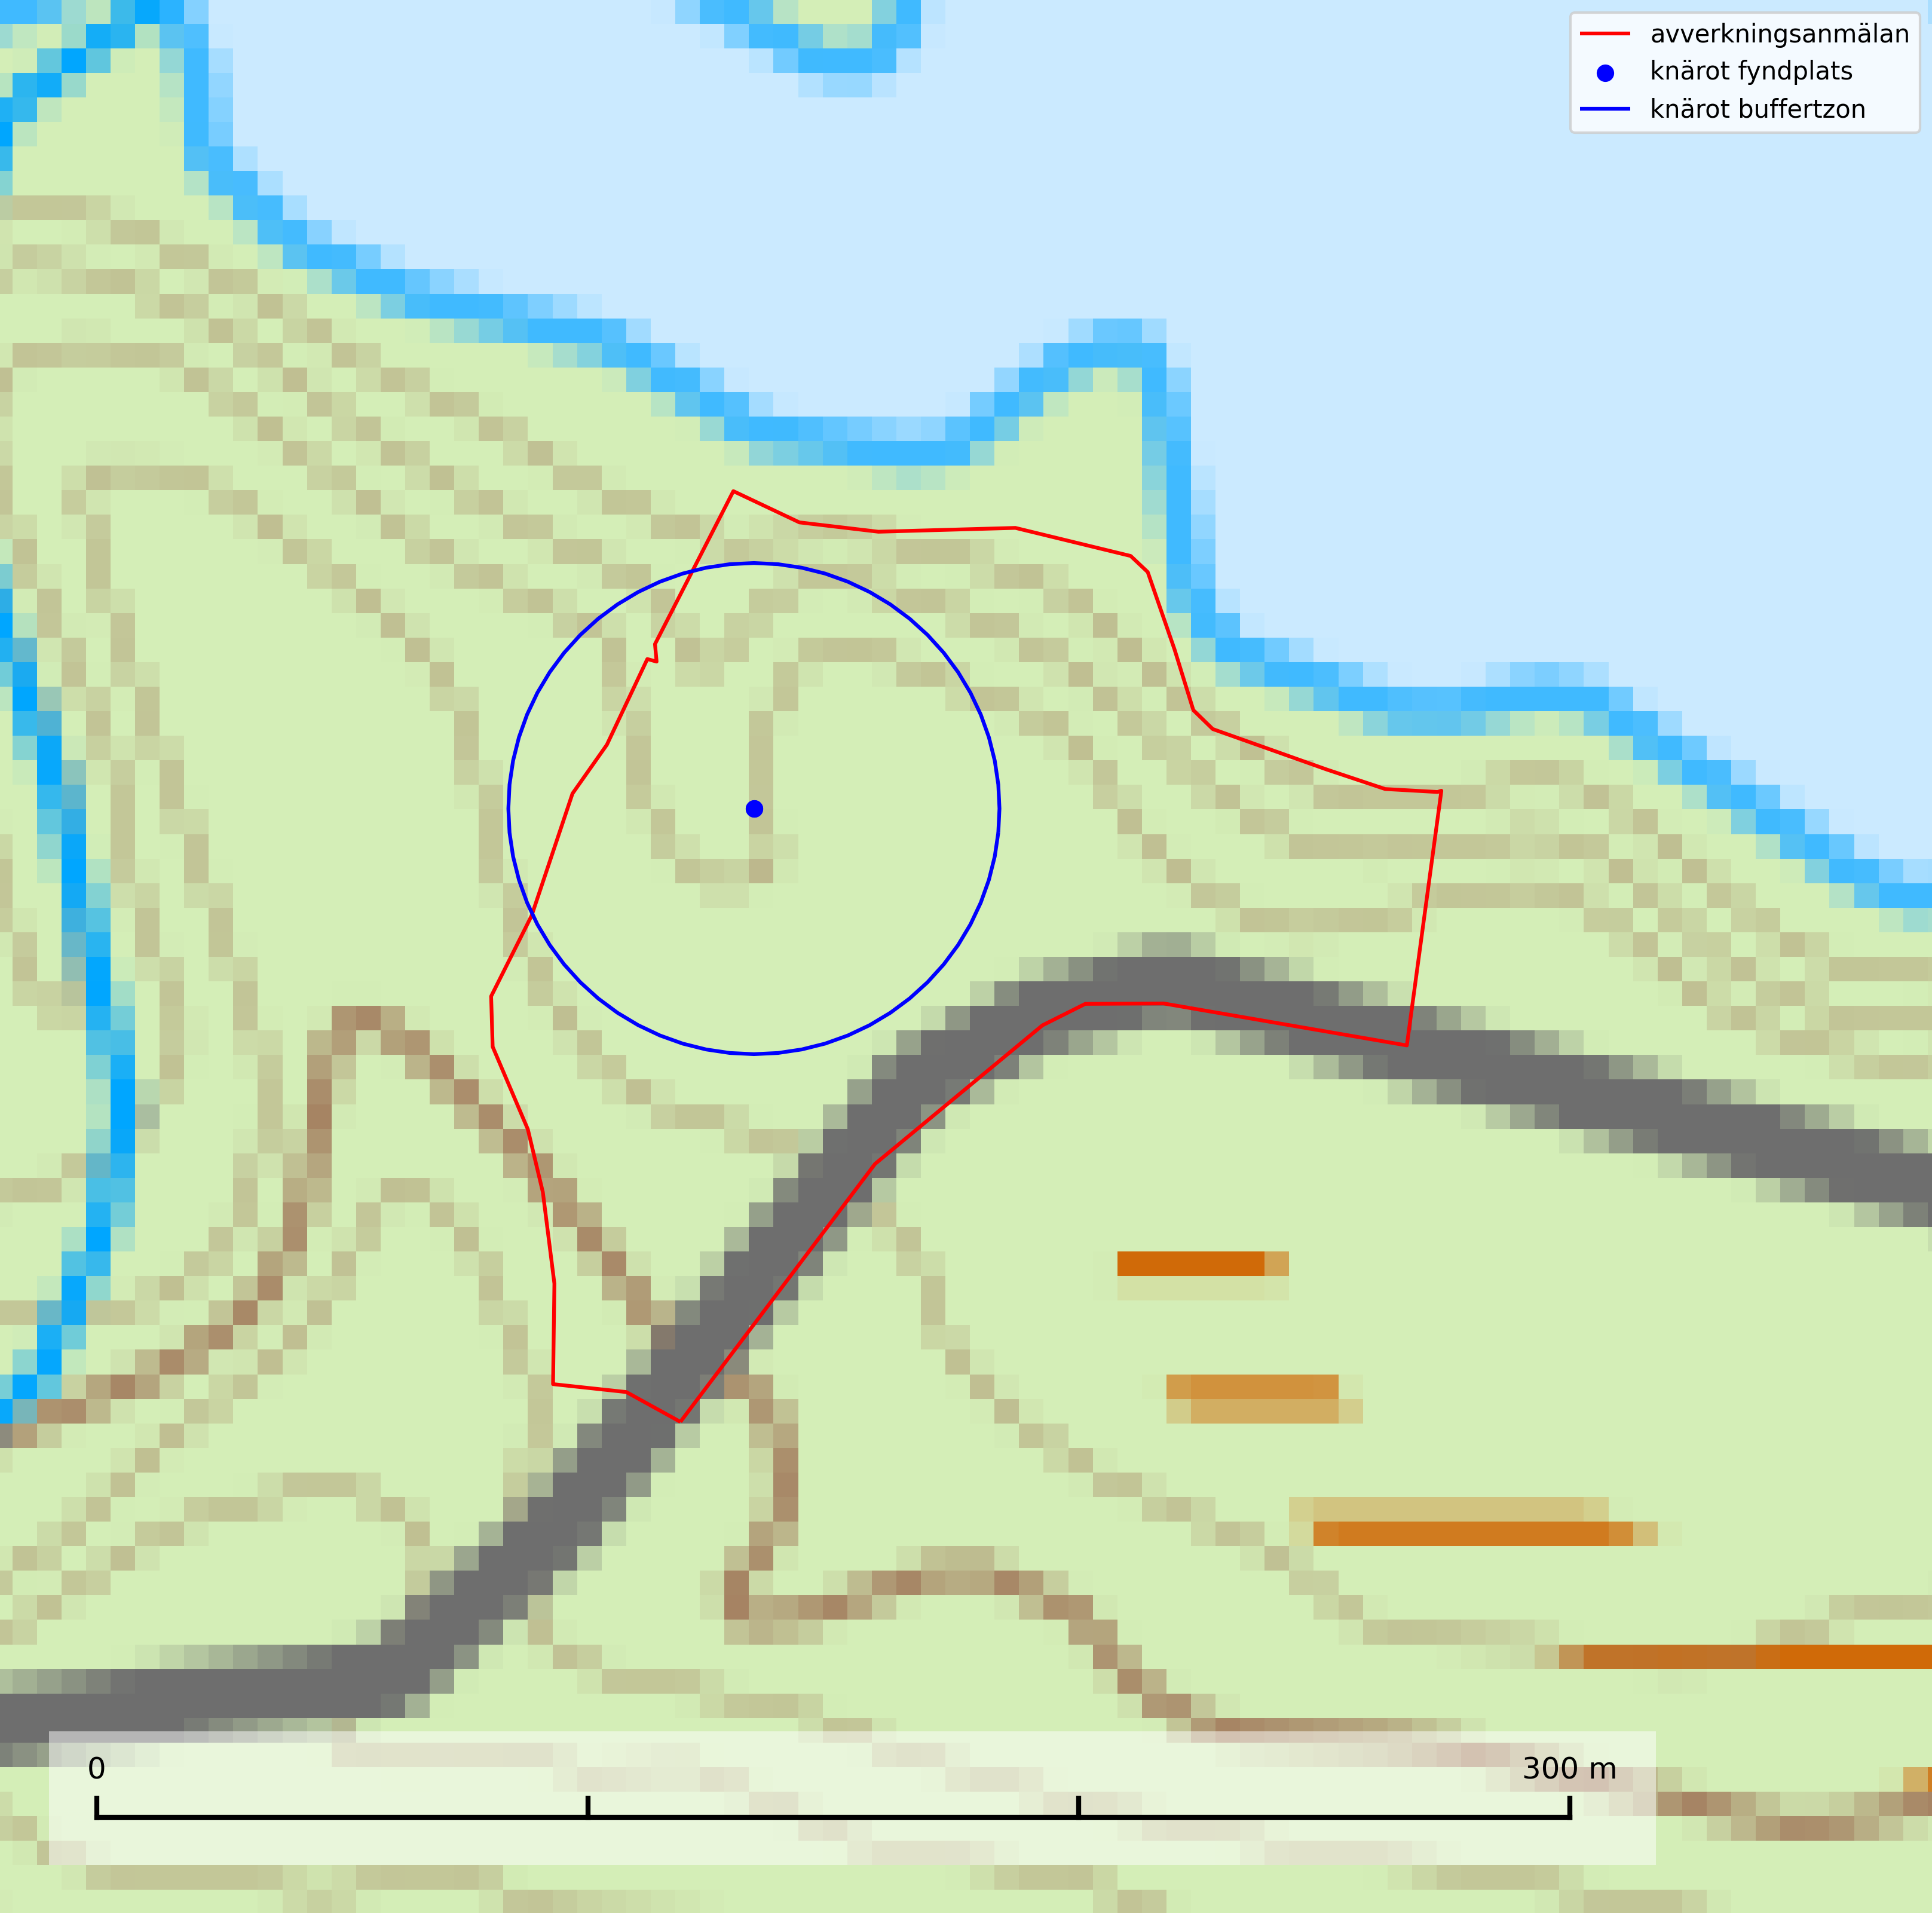 avverkningsanmälan
knärot fyndplats
knärot buffertzon
0
300 m